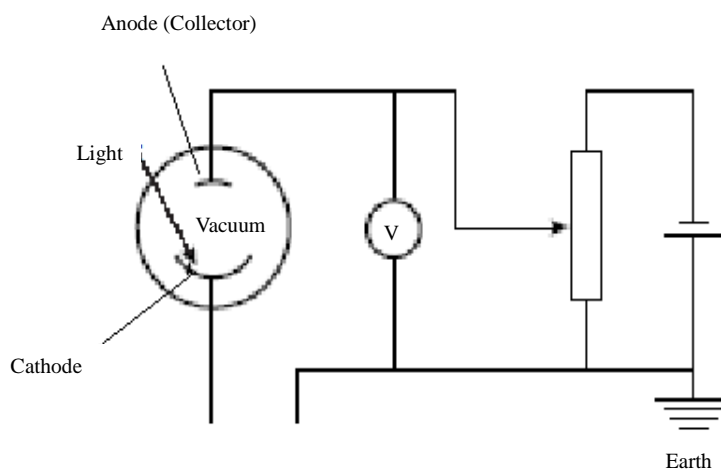 Anode (Collector)
Light
Vacuum
V
Cathode
Earth